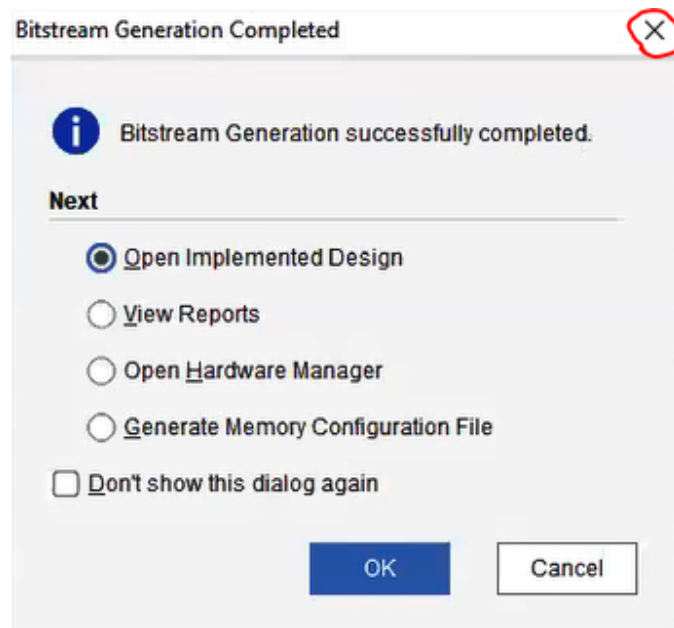 Bitstream Generation Completed
Bitstream Generation successfully completed.
Next
Open Implemented Design
View Reports
Open Hardware Manager
Generate Memory Configuration File
Don't show this dialog again
OK
Cancel